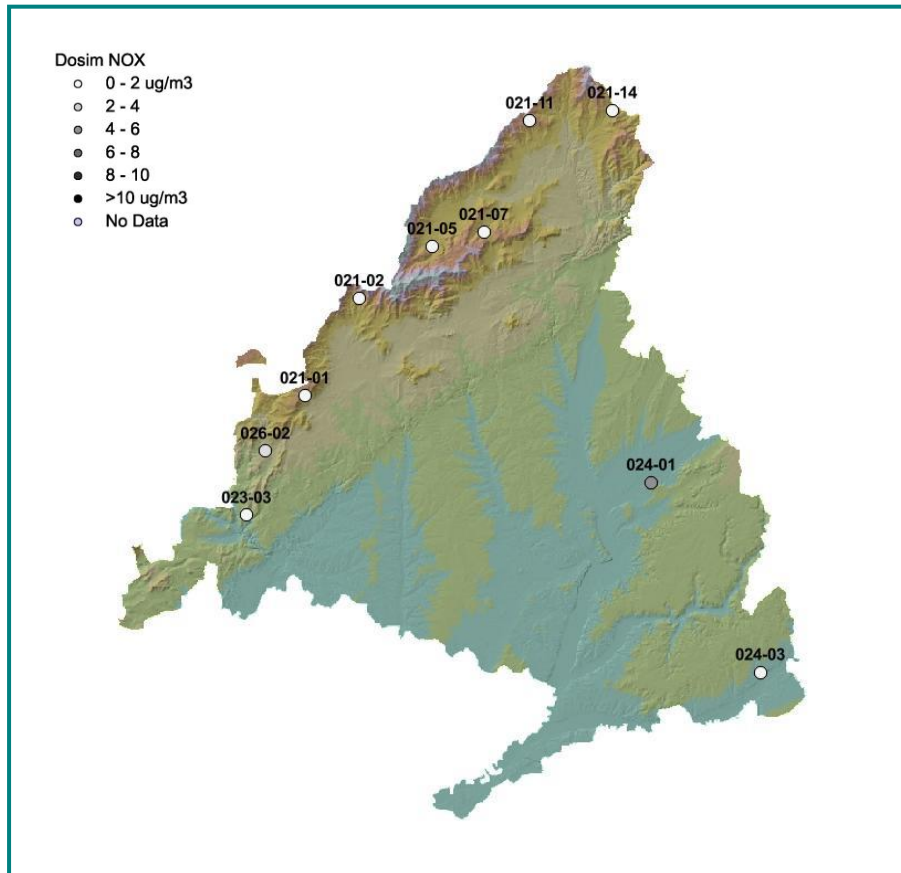 Dosim NOX
0 - 2 ug/m3
2 - 4
4 - 6
6 - 8
8 - 10
>10 ug/m3
No Data
021-14
021-11
021-07
021-05
021-02
021-01
026-02
024-01
023-03
024-03